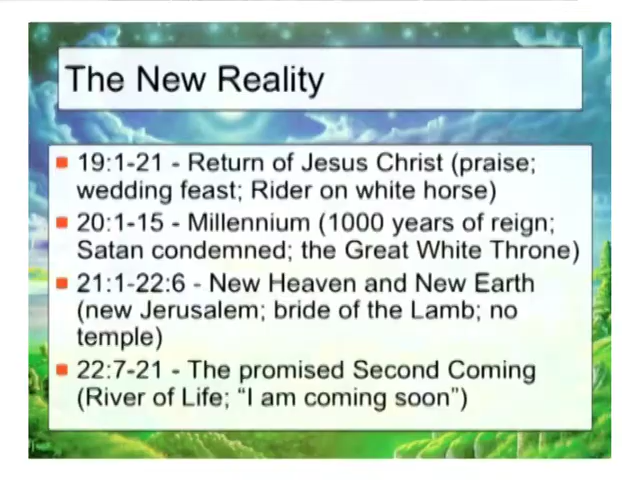 The New Reality
19:1-21 - Return of Jesus Christ (praise;
wedding feast; Rider on white horse)
20:1-15 - Millennium (1000 years of reign;
Satan condemned; the Great White Throne)
21:1-22:6 - New Heaven and New Earth
(new Jerusalem; bride of the Lamb; no
temple)
22:7-21 - The promised Second Coming
(River of Life; “I am coming soon”)